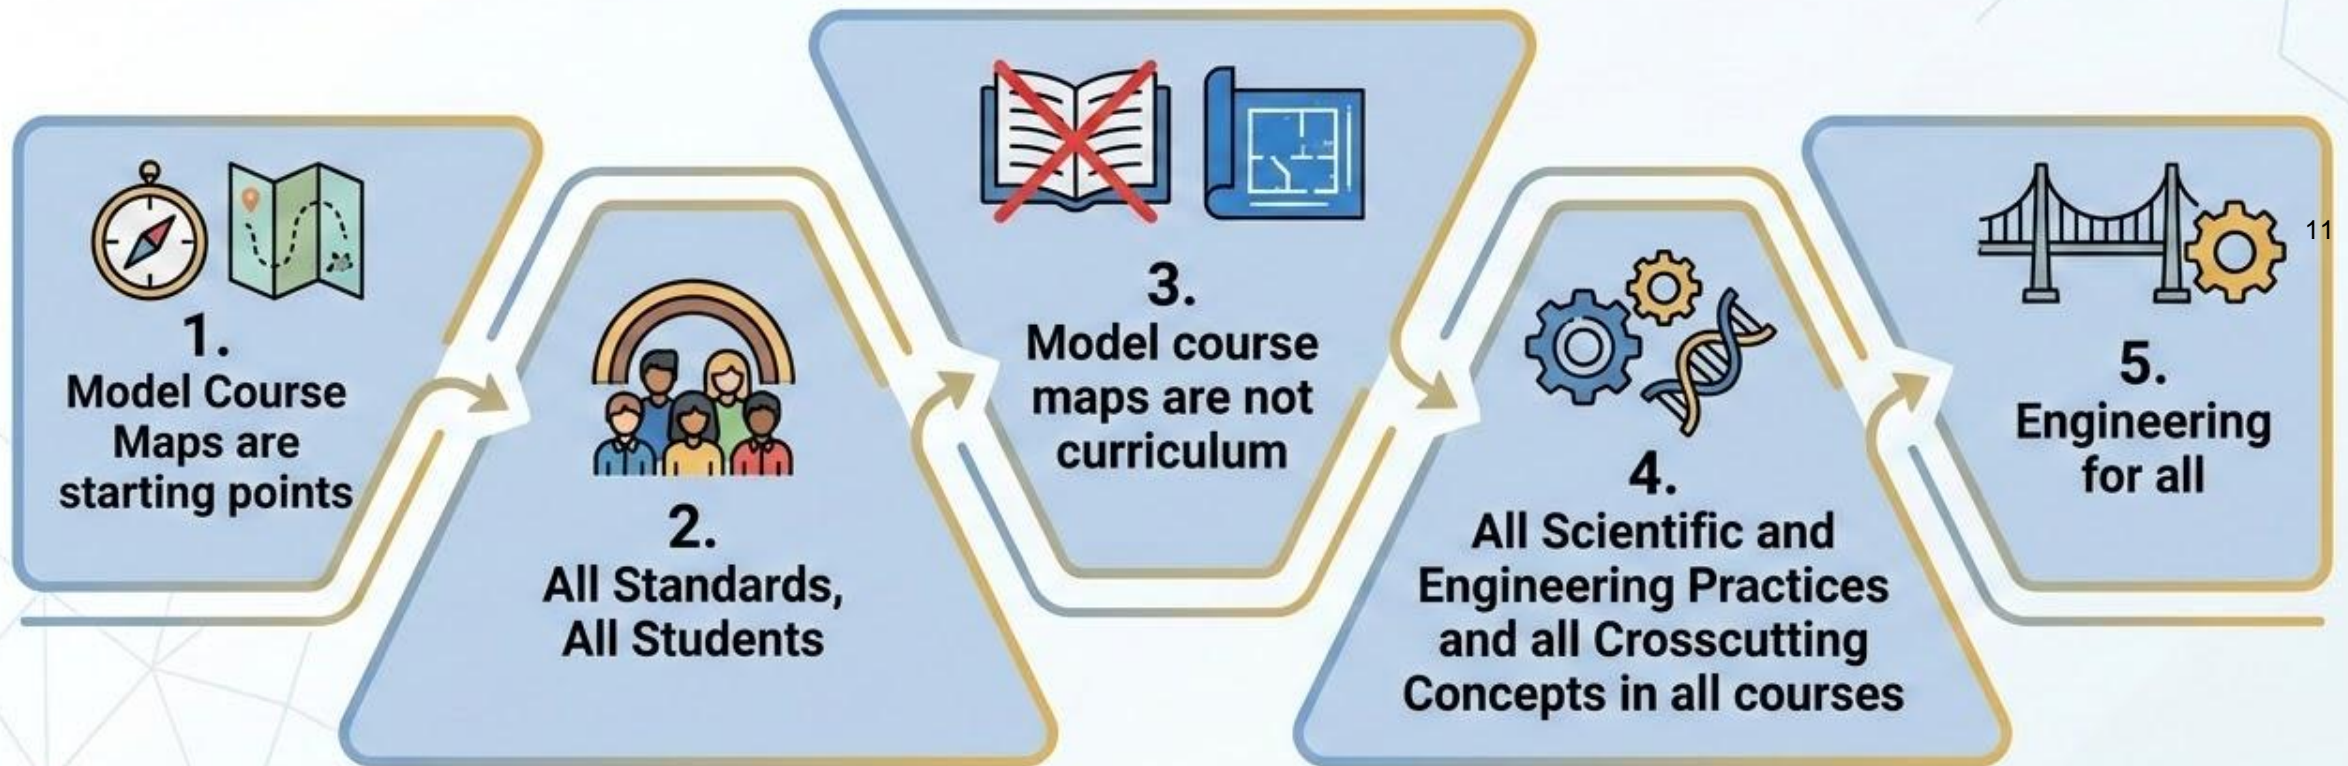 1.
Model Course
Maps are
starting points
2.
All Standards,
All Students
3.
Model course
maps are not
curriculum
4.
All Scientific and
Engineering Practices
and all Crosscutting
Concepts in all courses
5.
Engineering
for all
11